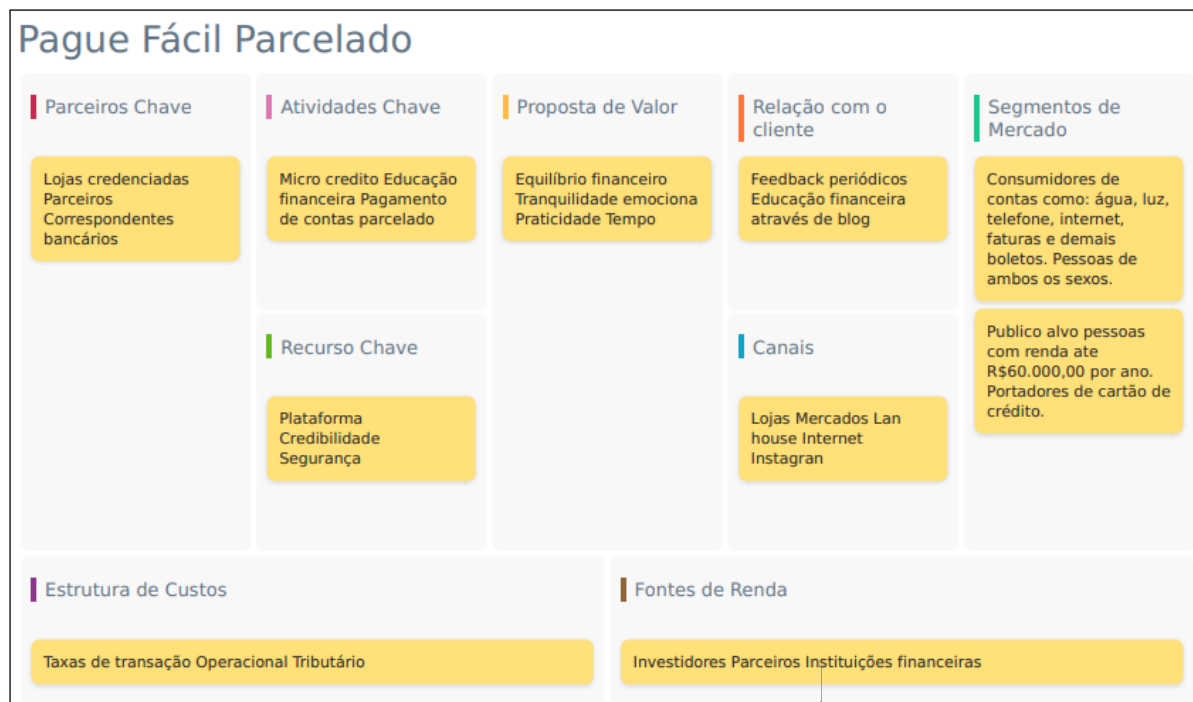 Pague Fácil Parcelado
Parceiros Chave
Lojas credenciadas
Parceiros
Correspondentes
bancários
Atividades Chave
Micro credito Educação
financeira Pagamento
de contas parcelado
Recurso Chave
Plataforma
Credibilidade
Segurança
Proposta de Valor
Equilíbrio financeiro
Tranquilidade emociona
Praticidade Tempo
Relação com o
cliente
Feedback periódicos
Educação financeira
através de blog
Canais
Lojas Mercados Lan
house Internet
Instagran
Segmentos de
Mercado
Consumidores de
contas como: água, luz,
telefone, internet,
faturas e demais
boletos. Pessoas de
ambos os sexos.
Publico alvo pessoas
com renda ate
R$60.000,00 por ano.
Portadores de cartão de
crédito.
Estrutura de Custos
Taxas de transação Operacional Tributário
Fontes de Renda
Investidores Parceiros Instituições financeiras